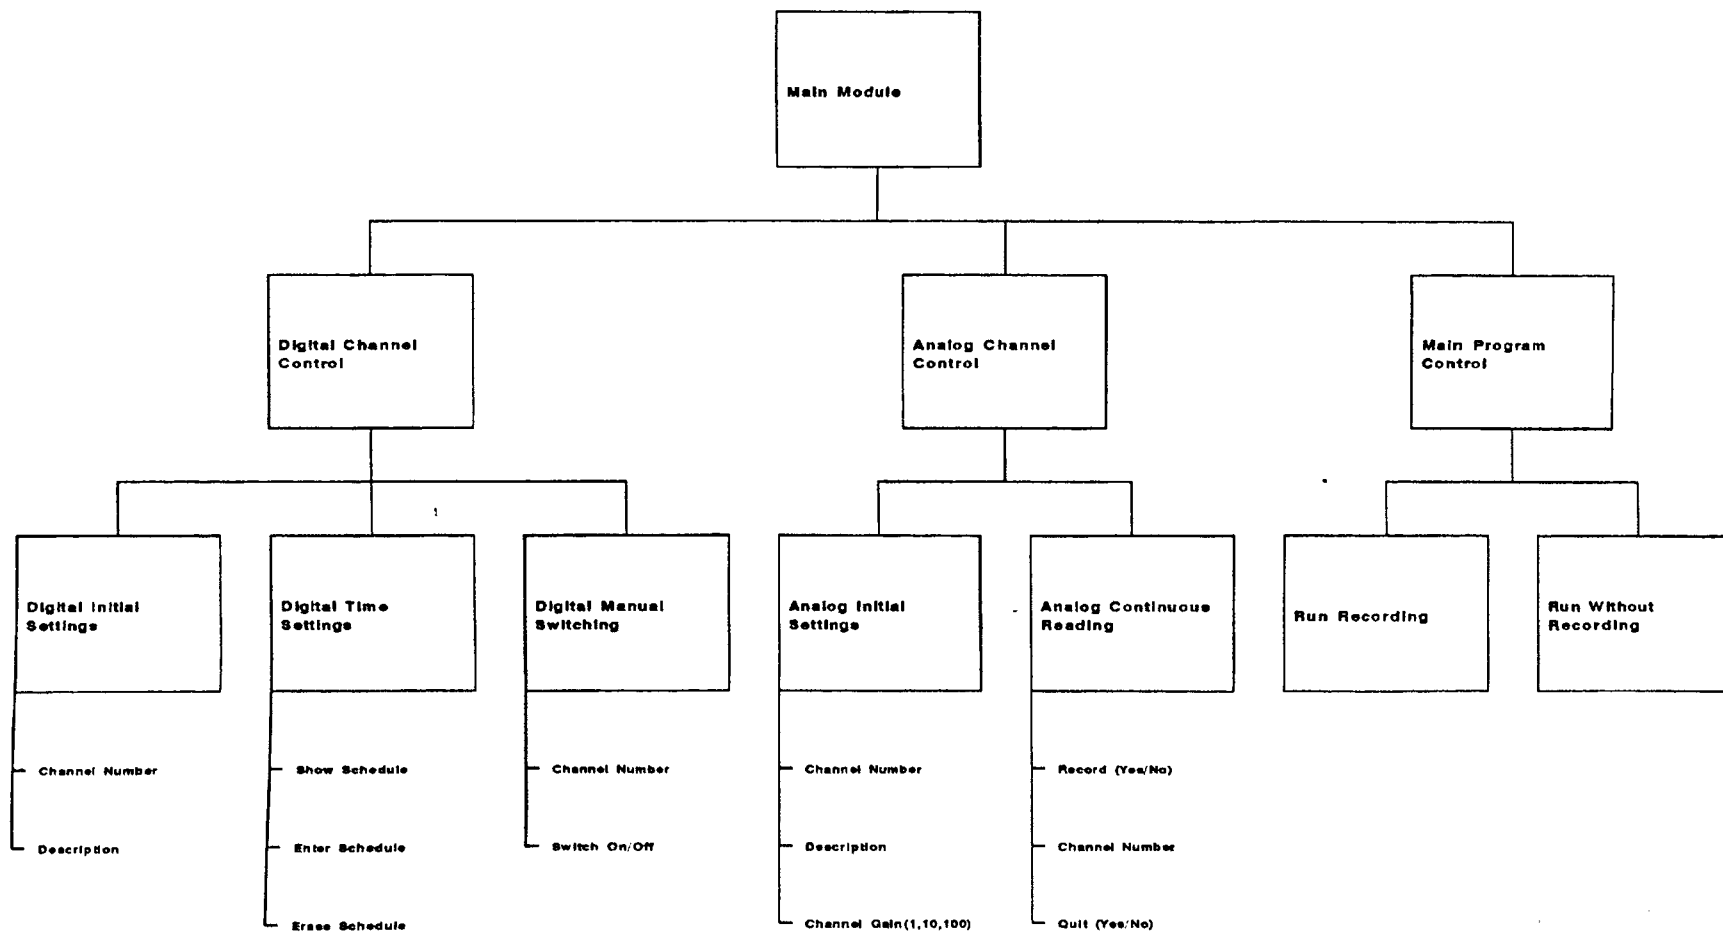 Main Module
Digital Channel
Control
Analog Channel
Control
Main Program
Control
Digital Initial
Settings
Digital Time
Settings
Digital Manual
Switching
Analog Initial
Settings
Analog Continuous
Reading
Run Recording
Run Without
Recording
Channel Number
Description
Show Schedule
Enter Schedule
Erase Schedule
Channel Number
Switch On/Off
Channel Number
Description
Channel Gain(1,10,100)
Record (Yes/No)
Channel Number
Quit (Yes/No)